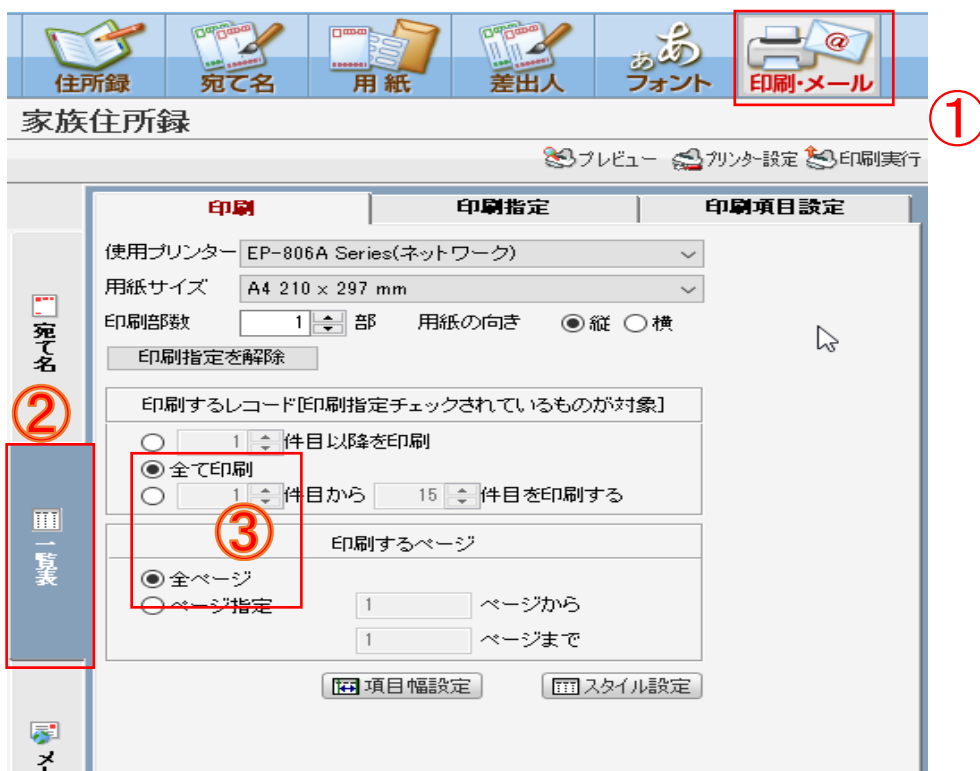 住所録 宛て名 用紙 差出人 フォント 印刷・メール
①
家族住所録
プレビュー プリンター設定 印刷実行
印刷 印刷指定 印刷項目設定
使用プリンター EP-806A Series(ネットワーク)
用紙サイズ A4 210 x 297 mm
印刷部数 1 部 用紙の向き 縦 横
印刷指定を解除
宛て名
②
一覧表
メ
印刷するレコード[印刷指定チェックされているものが対象]
1 件目以降を印刷
全て印刷
1 件目から 15 件目を印刷する
③
印刷するページ
全ページ
ページ指定 1 ページから
1 ページまで
項目幅設定 スタイル設定